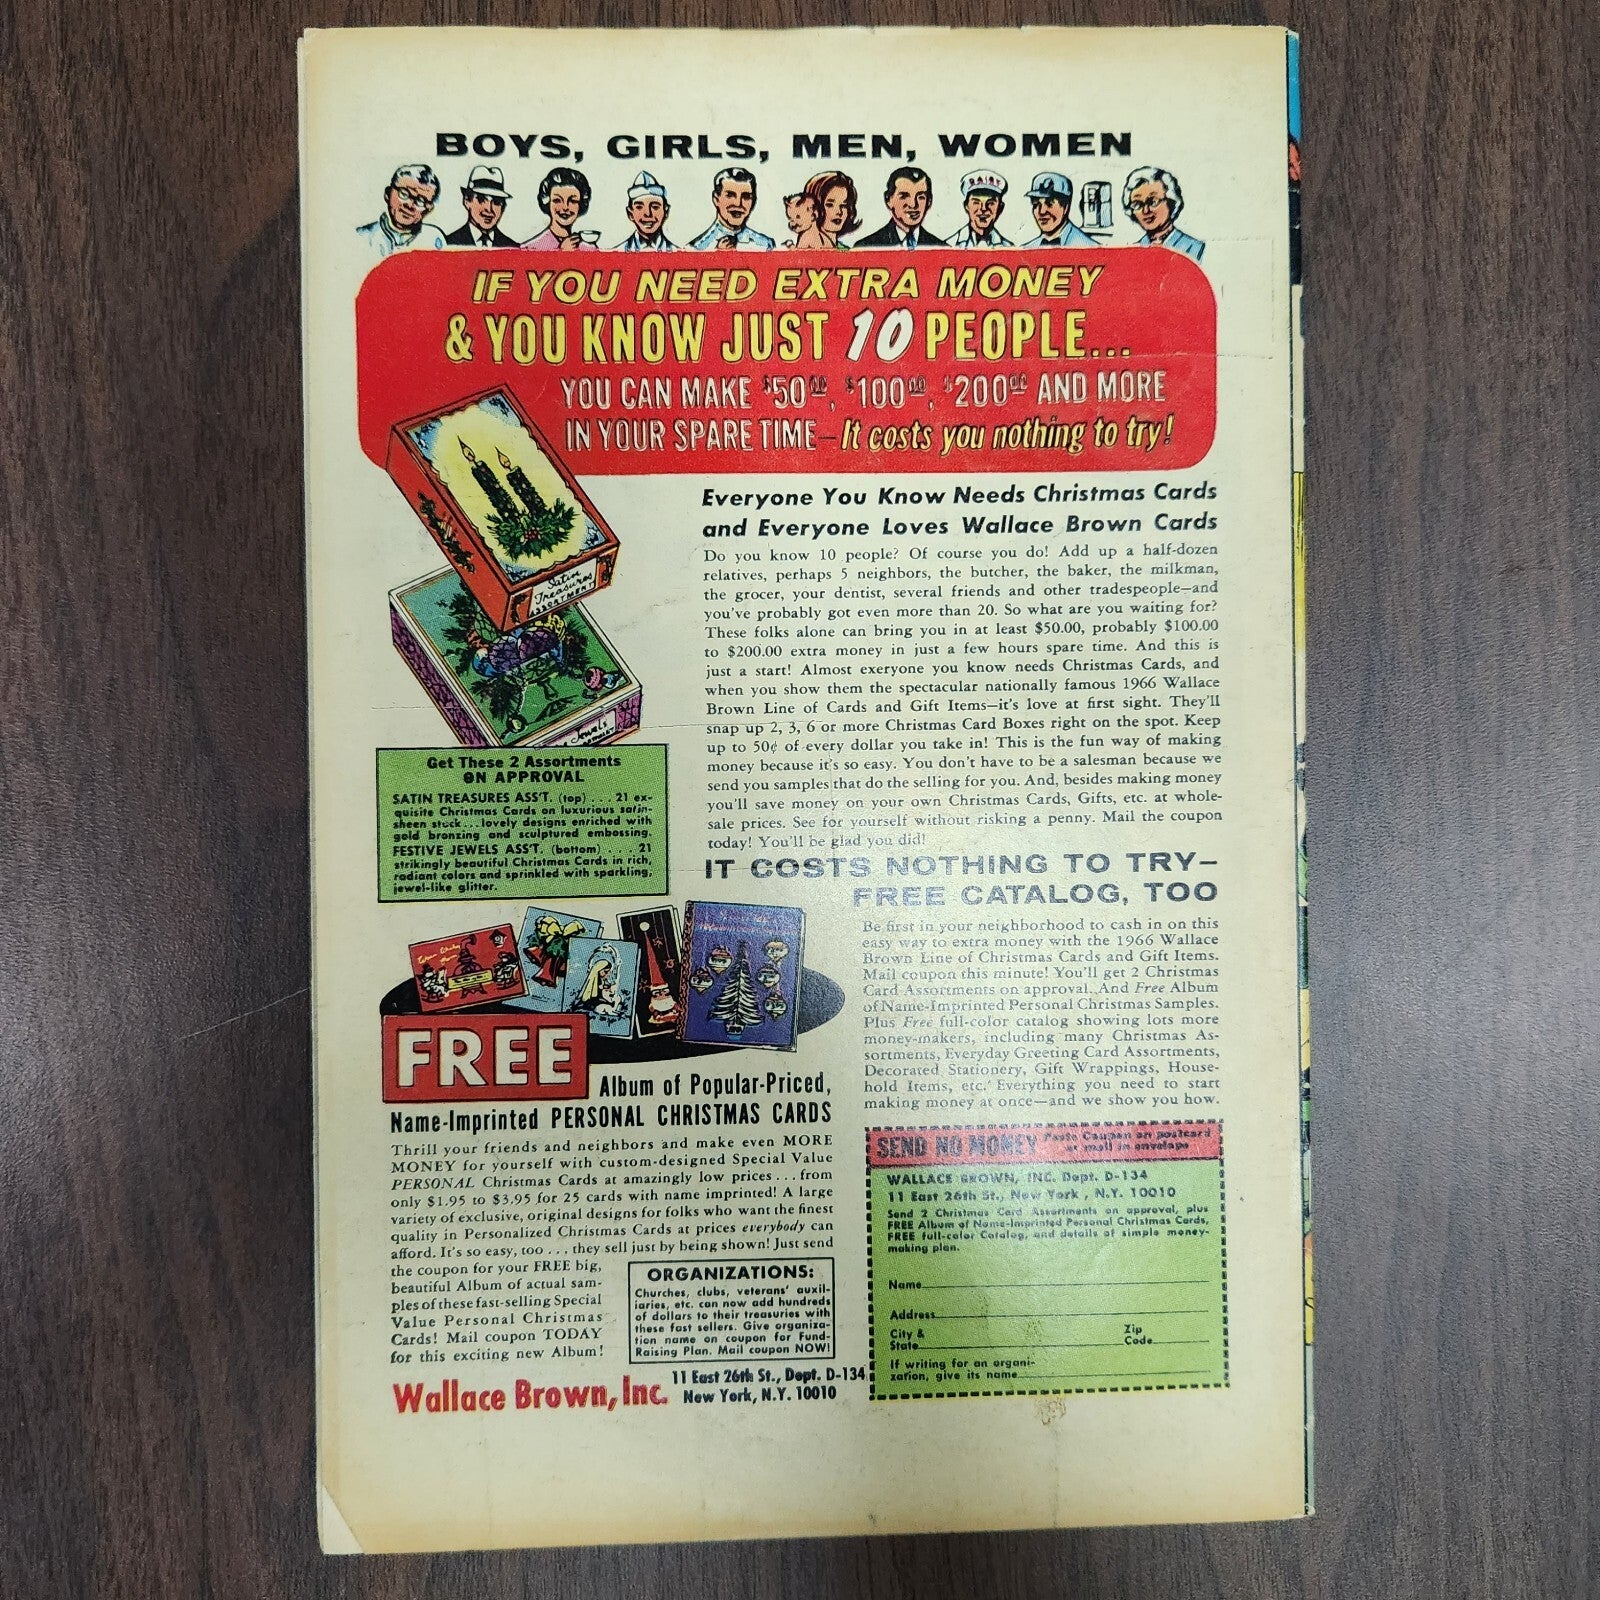 BOYS, GIRLS, MEN, WOMEN
DAIRY
IF YOU NEED EXTRA MONEY
& YOU KNOW JUST 10 PEOPLE...
YOU CAN MAKE $50.00, $100.00, $200.00 AND MORE
IN YOUR SPARE TIME—It costs you nothing to try!
Satin
Treasures
ASSORTMENT
Jewels
Everyone You Know Needs Christmas Cards
and Everyone Loves Wallace Brown Cards
Do you know 10 people? Of course you do! Add up a half-dozen
relatives, perhaps 5 neighbors, the butcher, the baker, the milkman,
the grocer, your dentist, several friends and other tradespeople—and
you've probably got even more than 20. So what are you waiting for?
These folks alone can bring you in at least $50.00, probably $100.00
to $200.00 extra money in just a few hours spare time. And this is
just a start! Almost everyone you know needs Christmas Cards, and
when you show them the spectacular nationally famous 1966 Wallace
Brown Line of Cards and Gift Items—it's love at first sight. They'll
snap up 2, 3, 6 or more Christmas Card Boxes right on the spot. Keep
up to 50¢ of every dollar you take in! This is the fun way of making
money because it's so easy. You don't have to be a salesman because we
send you samples that do the selling for you. And, besides making money
you'll save money on your own Christmas Cards, Gifts, etc. at whole-
sale prices. See for yourself without risking a penny. Mail the coupon
today! You'll be glad you did!
Get These 2 Assortments
ON APPROVAL
SATIN TREASURES ASS'T. (top) . . . 21 ex-
quisite Christmas Cards on luxurious satin-
sheen stock . . . lovely designs enriched with
gold bronzing and sculptured embossing.
FESTIVE JEWELS ASS'T. (bottom) . . . 21
strikingly beautiful Christmas Cards in rich,
radiant colors and sprinkled with sparkling,
jewel-like glitter.
IT COSTS NOTHING TO TRY—
FREE CATALOG, TOO
Be first in your neighborhood to cash in on this
easy way to extra money with the 1966 Wallace
Brown Line of Christmas Cards and Gift Items.
Mail coupon this minute! You'll get 2 Christmas
Card Assortments on approval. And Free Album
of Name-Imprinted Personal Christmas Samples.
Plus Free full-color catalog showing lots more
money-makers, including many Christmas As-
sortments, Everyday Greeting Card Assortments,
Decorated Stationery, Gift Wrappings, House-
hold Items, etc. Everything you need to start
making money at once—and we show you how.
FREE
Album of Popular-Priced,
Name-Imprinted PERSONAL CHRISTMAS CARDS
Thrill your friends and neighbors and make even MORE
MONEY for yourself with custom-designed Special Value
PERSONAL Christmas Cards at amazingly low prices . . . from
only $1.95 to $3.95 for 25 cards with name imprinted! A large
variety of exclusive, original designs for folks who want the finest
quality in Personalized Christmas Cards at prices everybody can
afford. It's so easy, too . . . they sell just by being shown! Just send
the coupon for your FREE big,
beautiful Album of actual sam-
ples of these fast-selling Special
Value Personal Christmas
Cards! Mail coupon TODAY
for this exciting new Album!
ORGANIZATIONS:
Churches, clubs, veterans' auxil-
iaries, etc. can now add hundreds
of dollars to their treasuries with
these fast sellers. Give organiza-
tion name on coupon for Fund-
Raising Plan. Mail coupon NOW!
Wallace Brown, Inc.
11 East 26th St., Dept. D-134
New York, N.Y. 10010
SEND NO MONEY Paste Coupon on postcard
or mail in envelope
WALLACE BROWN, INC. Dept. D-134
11 East 26th St., New York, N.Y. 10010
Send 2 Christmas Card Assortments on approval, plus
FREE Album of Name-Imprinted Personal Christmas Cards,
FREE full-color Catalog, and details of simple money-
making plan.
Name
Address
City &
State
Zip
Code
If writing for an organi-
zation, give its name